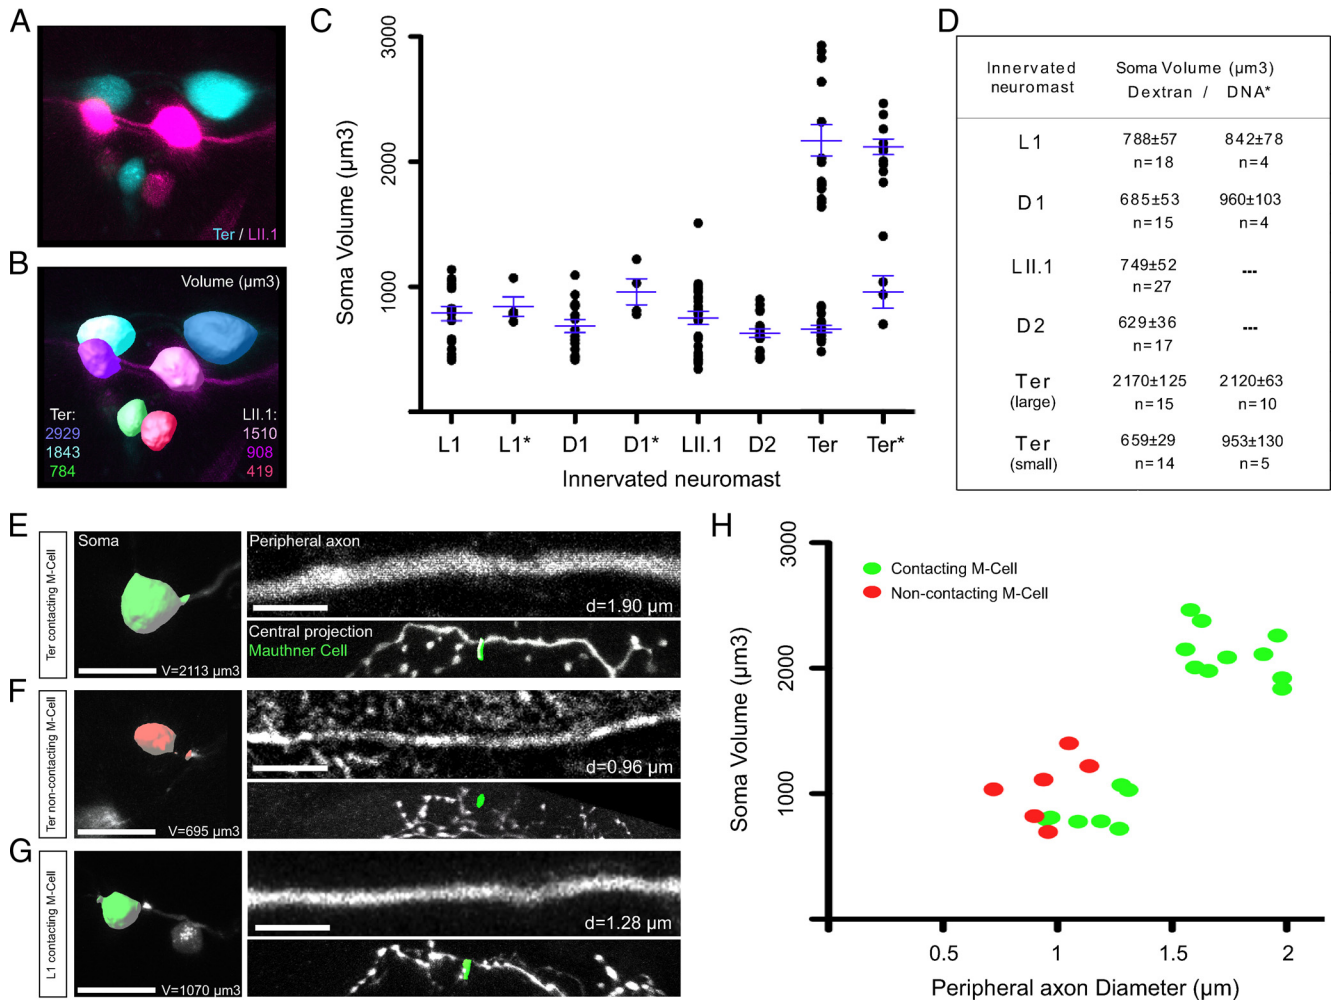 A
Ter / LII.1
B
Volume (µm3)
Ter:
2929
1843
784
LII.1:
1510
908
419
C
3000
2000
1000
Soma Volume (µm3)
L1
L1*
D1
D1*
LII.1
D2
Ter
Ter*
Innervated neuromast
D
Innervated neuromast
Soma Volume (µm3)
Dextran / DNA*
L1 788±57 842±78
n=18 n=4
D1 685±53 960±103
n=15 n=4
LII.1 749±52 ---
n=27
D2 629±36 ---
n=17
Ter 2170±125 2120±63
(large) n=15 n=10
Ter 659±29 953±130
(small) n=14 n=5
E
Ter contacting M-Cell
Soma
V=2113 µm3
Peripheral axon
d=1.90 µm
Central projection
Mauthner Cell
F
Ter non-contacting M-Cell
V=695 µm3
d=0.96 µm
G
L1 contacting M-Cell
V=1070 µm3
d=1.28 µm
H
3000
2000
1000
Soma Volume (µm3)
Contacting M-Cell
Non-contacting M-Cell
0.5
1
1.5
2
Peripheral axon Diameter (µm)